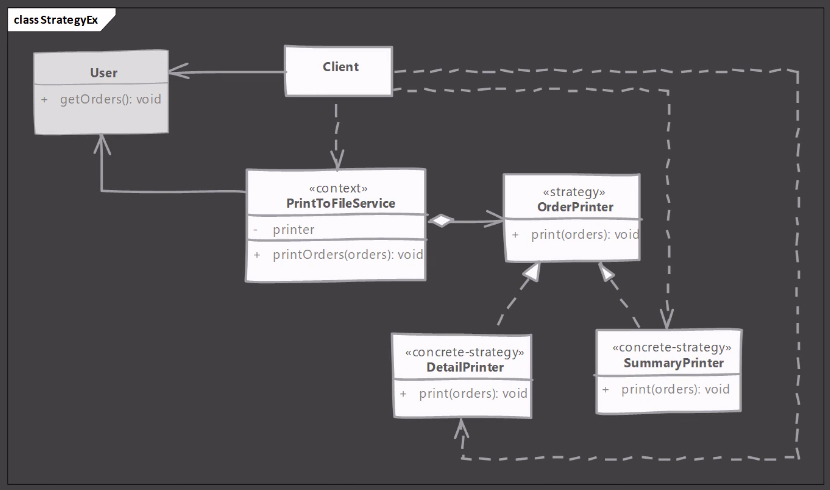 class StrategyEx
User
+ getOrders(): void
Client
«context»
PrintToFileService
- printer
+ printOrders(orders): void
«strategy»
OrderPrinter
+ print(orders): void
«concrete-strategy»
DetailPrinter
+ print(orders): void
«concrete-strategy»
SummaryPrinter
+ print(orders): void